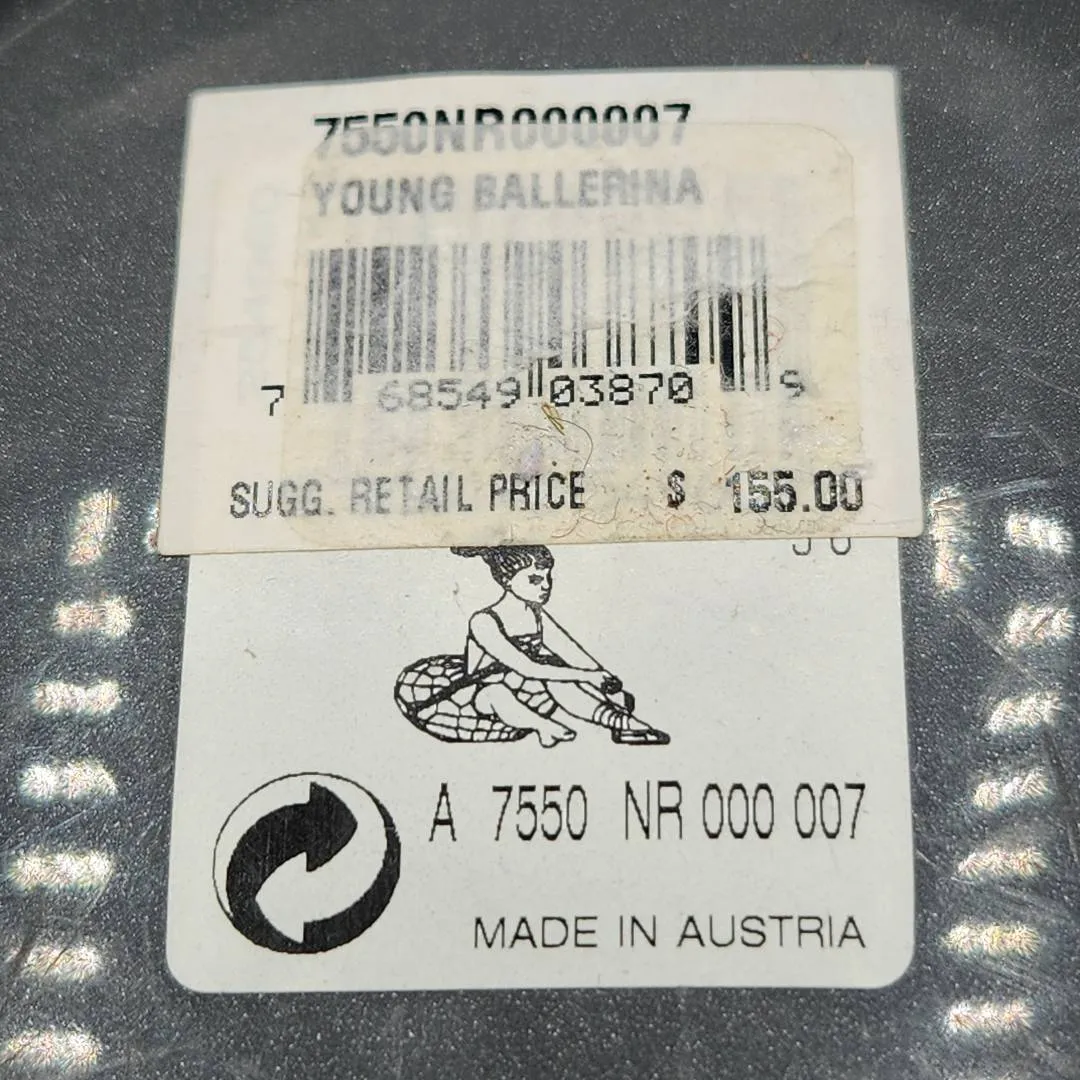 7550NR000007
YOUNG BALLERINA
7 68549 03870 9
SUGG. RETAIL PRICE $ 155.00
A 7550 NR 000 007
MADE IN AUSTRIA